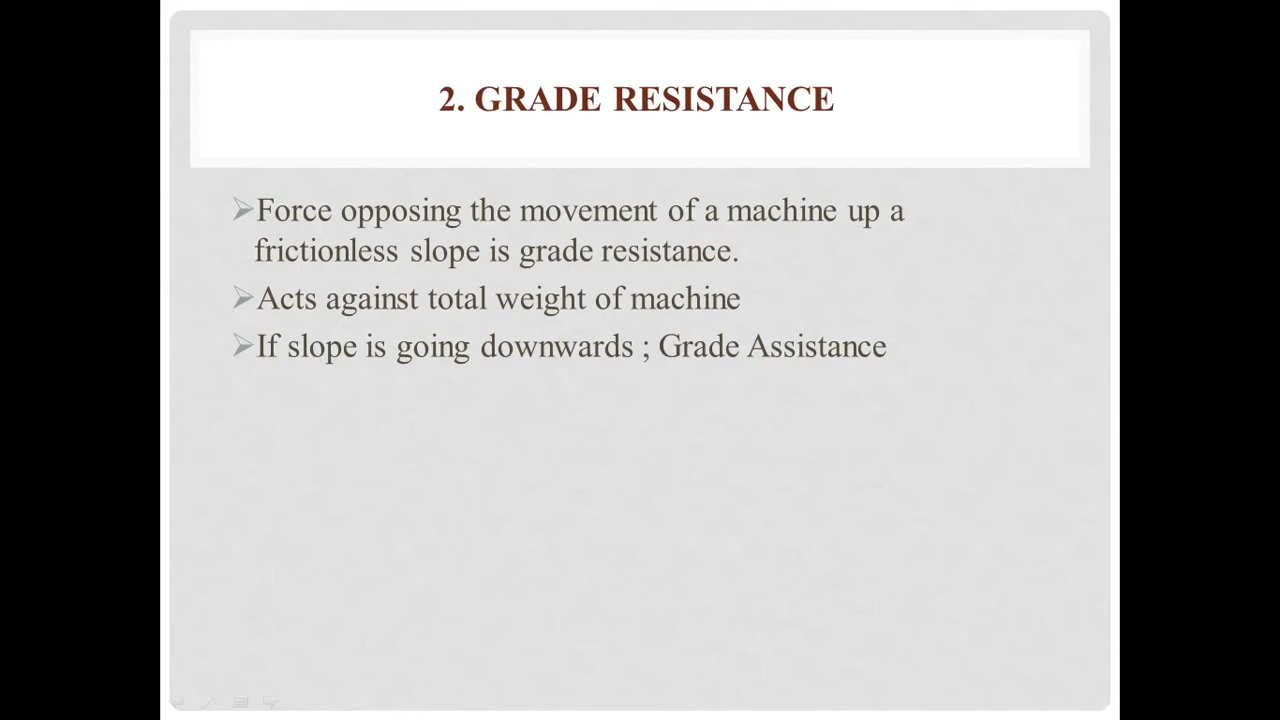 2. GRADE RESISTANCE
➢Force opposing the movement of a machine up a
frictionless slope is grade resistance.
➢Acts against total weight of machine
➢If slope is going downwards ; Grade Assistance